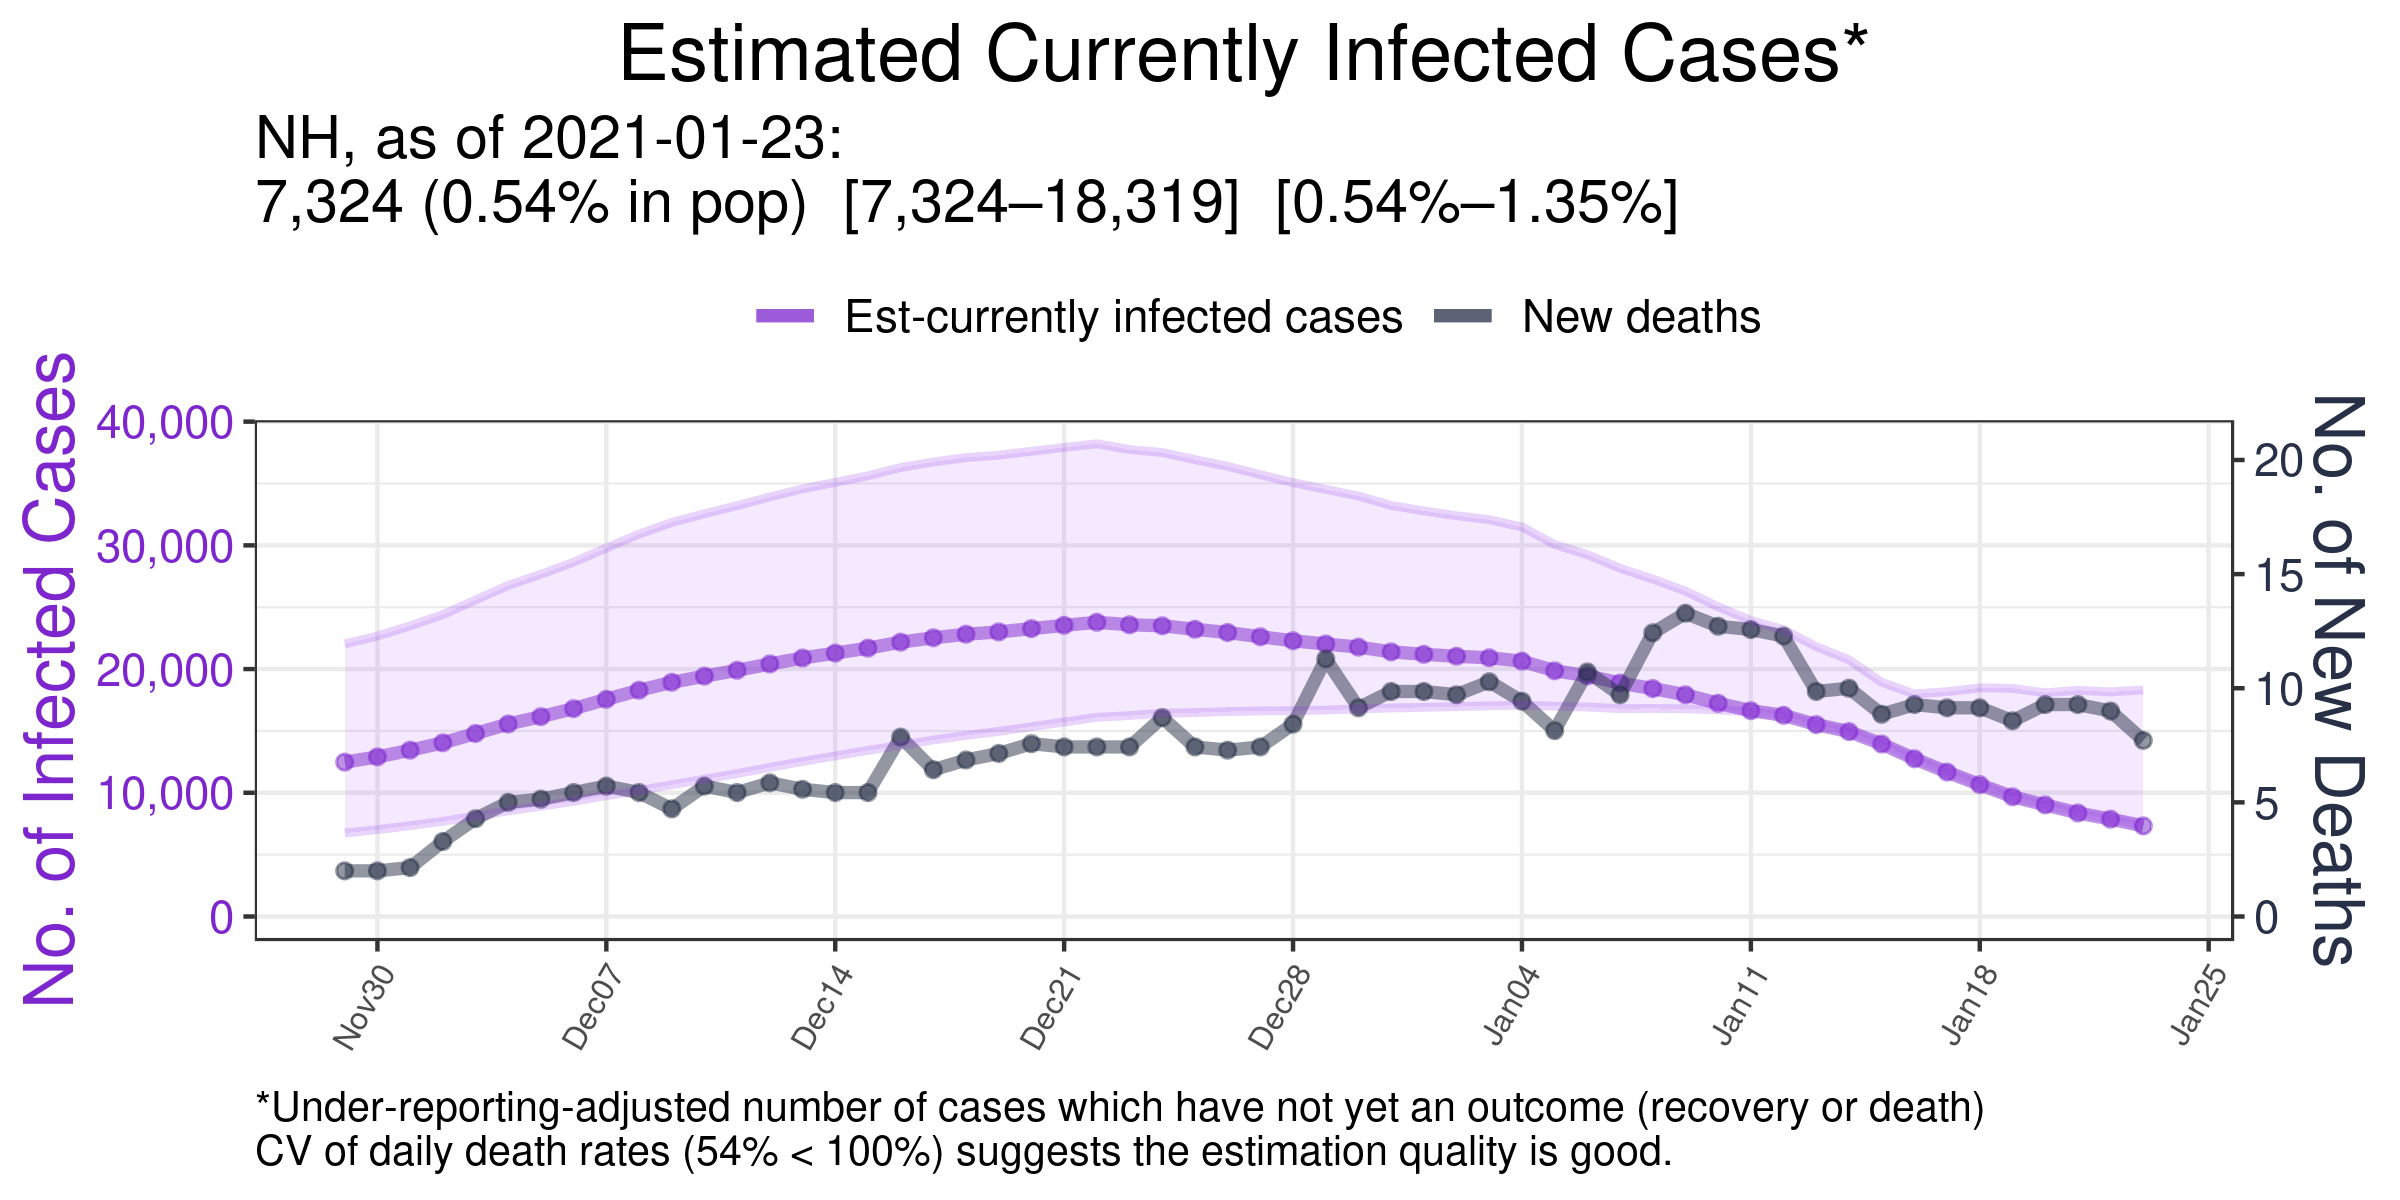 Estimated Currently Infected Cases*
NH, as of 2021-01-23:
7,324 (0.54% in pop) [7,324–18,319] [0.54%–1.35%]
Est-currently infected cases New deaths
No. of Infected Cases
40,000
30,000
20,000
10,000
0
No. of New Deaths
20
15
10
5
0
Nov30 Dec07 Dec14 Dec21 Dec28 Jan04 Jan11 Jan18 Jan25
*Under-reporting-adjusted number of cases which have not yet an outcome (recovery or death)
CV of daily death rates (54% < 100%) suggests the estimation quality is good.